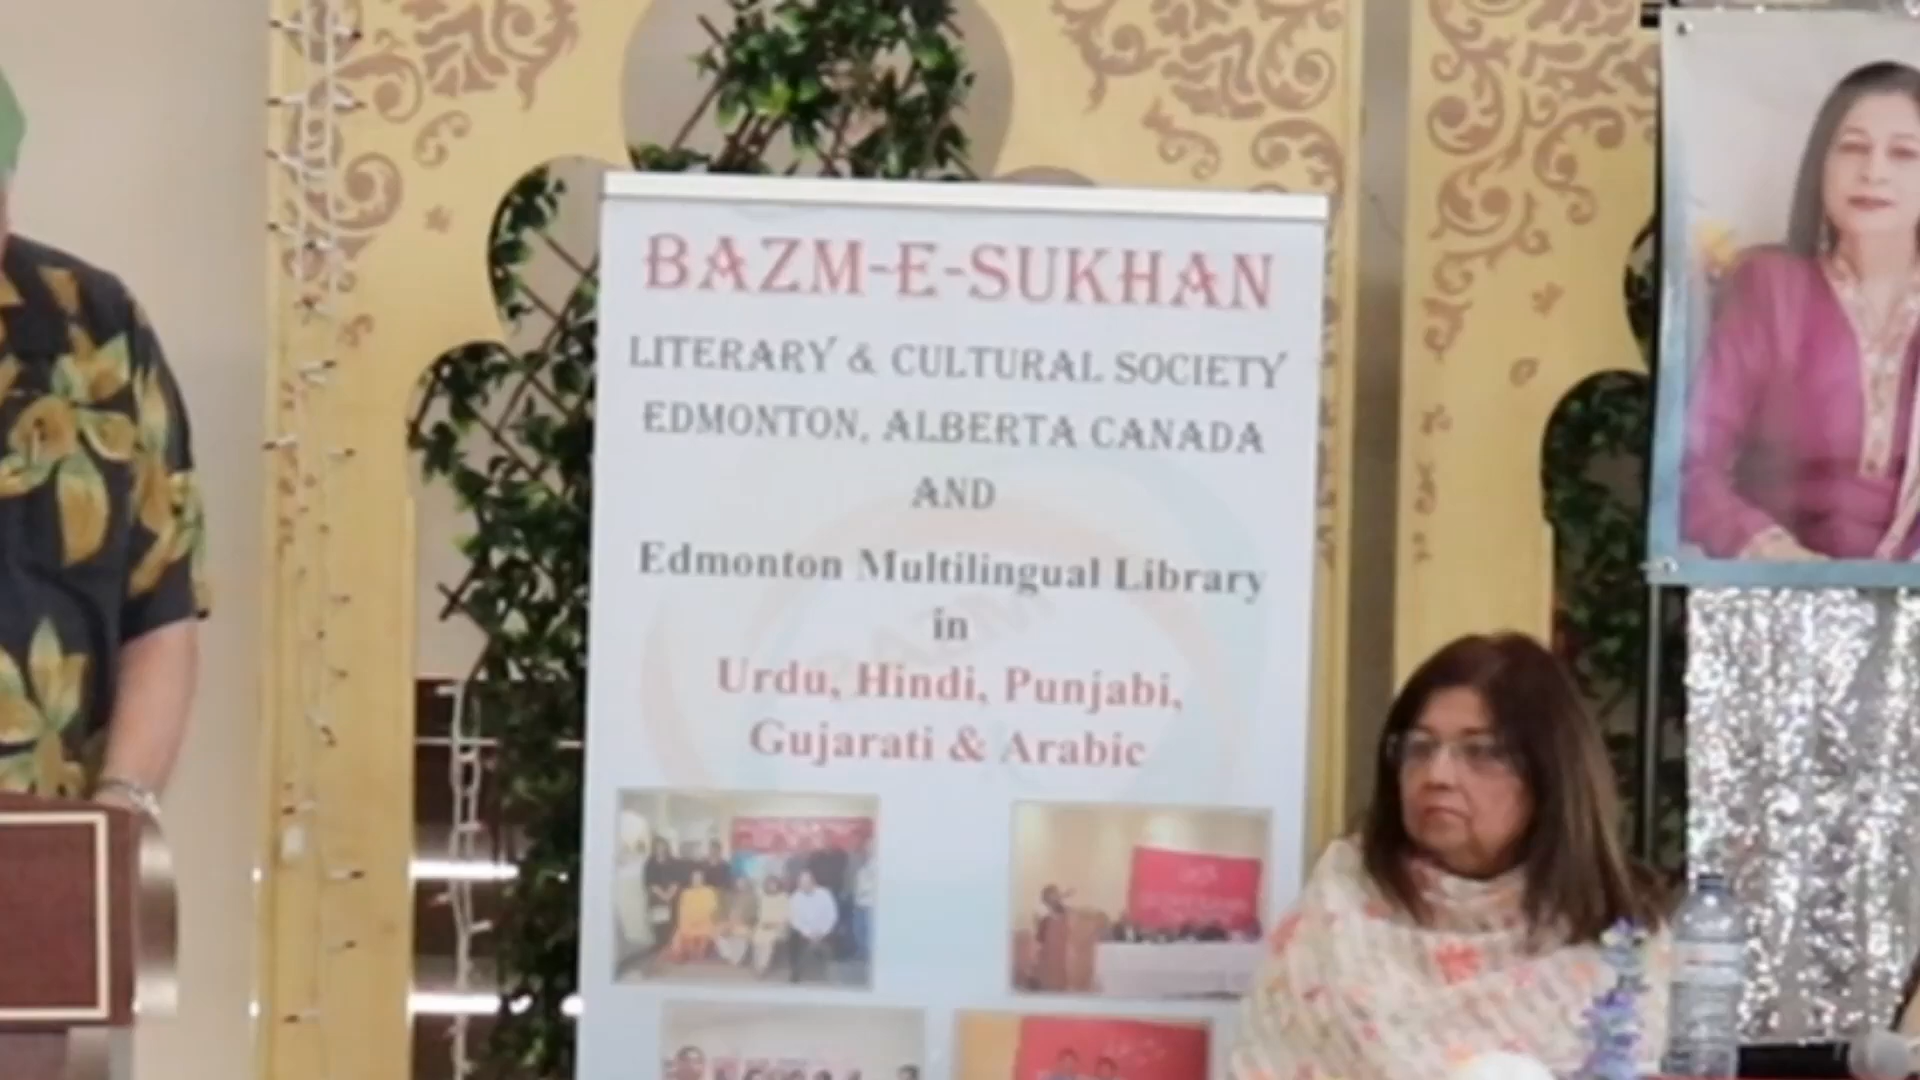 BAZM-E-SUKHAN
LITERARY & CULTURAL SOCIETY
EDMONTON, ALBERTA CANADA
AND
Edmonton Multilingual Library
in
Urdu, Hindi, Punjabi,
Gujarati & Arabic